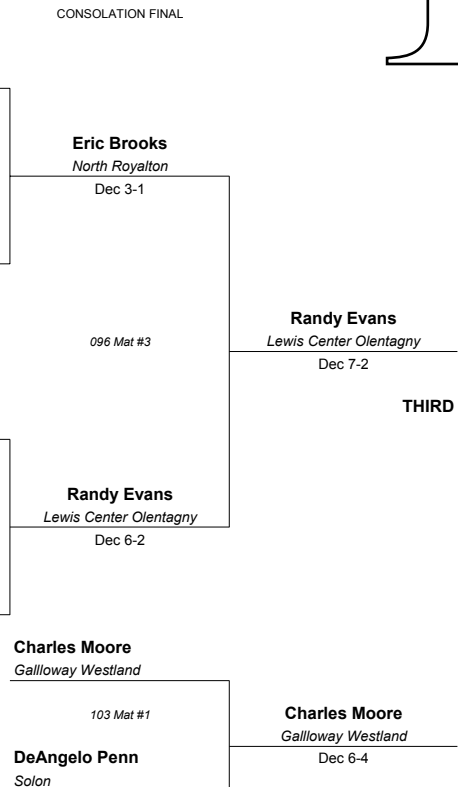 CONSOLATION FINAL
Eric Brooks
North Royalton
Dec 3-1
096 Mat #3
Randy Evans
Lewis Center Olentagny
Dec 7-2
THIRD
Randy Evans
Lewis Center Olentagny
Dec 6-2
Charles Moore
Gallloway Westland
103 Mat #1
Charles Moore
Gallloway Westland
Dec 6-4
DeAngelo Penn
Solon